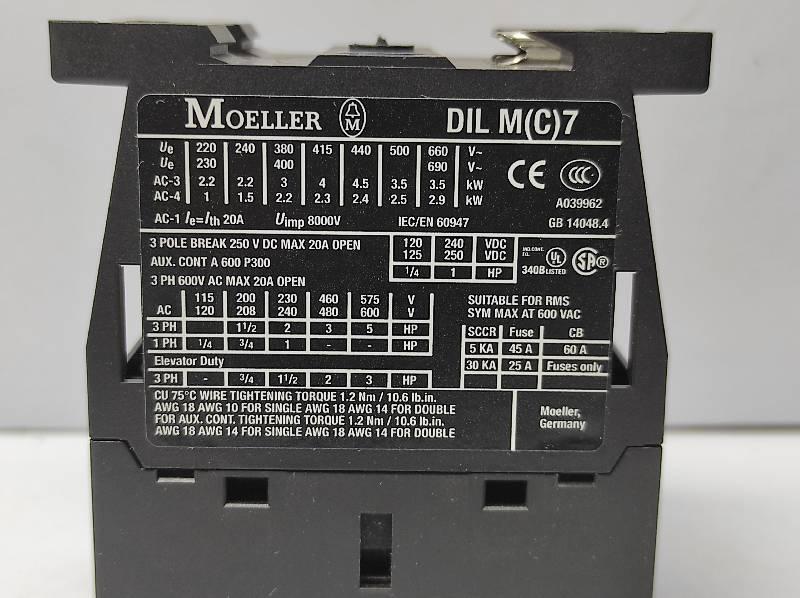 MOELLER M DIL M(C)7
Ue 220 240 380 415 440 500 660 V~
Ue 230 400 690 V~
AC-3 2.2 2.2 3 4 4.5 3.5 3.5 kW
AC-4 1 1.5 2.2 2.3 2.4 2.5 2.9 kW
CE CCC
A039962
AC-1 Ie=Ith 20A Uimp 8000V IEC/EN 60947 GB 14048.4
3 POLE BREAK 250 V DC MAX 20A OPEN
AUX. CONT A 600 P300
3 PH 600V AC MAX 20A OPEN
120 240 VDC
125 250 VDC
1/4 1 HP
IND.CONT.
EQ.
340B LISTED
UL SA
115 200 230 460 575 V
AC 120 208 240 480 600 V
3 PH 1 1/2 2 3 5 HP
1 PH 1/4 3/4 1 - - HP
Elevator Duty
3 PH - 3/4 1 1/2 2 3 HP
SUITABLE FOR RMS
SYM MAX AT 600 VAC
SCCR Fuse CB
5 KA 45 A 60 A
30 KA 25 A Fuses only
CU 75°C WIRE TIGHTENING TORQUE 1.2 Nm / 10.6 lb.in.
AWG 18 AWG 10 FOR SINGLE AWG 18 AWG 14 FOR DOUBLE
FOR AUX. CONT. TIGHTENING TORQUE 1.2 Nm / 10.6 lb.in.
AWG 18 AWG 14 FOR SINGLE AWG 18 AWG 14 FOR DOUBLE
Moeller,
Germany